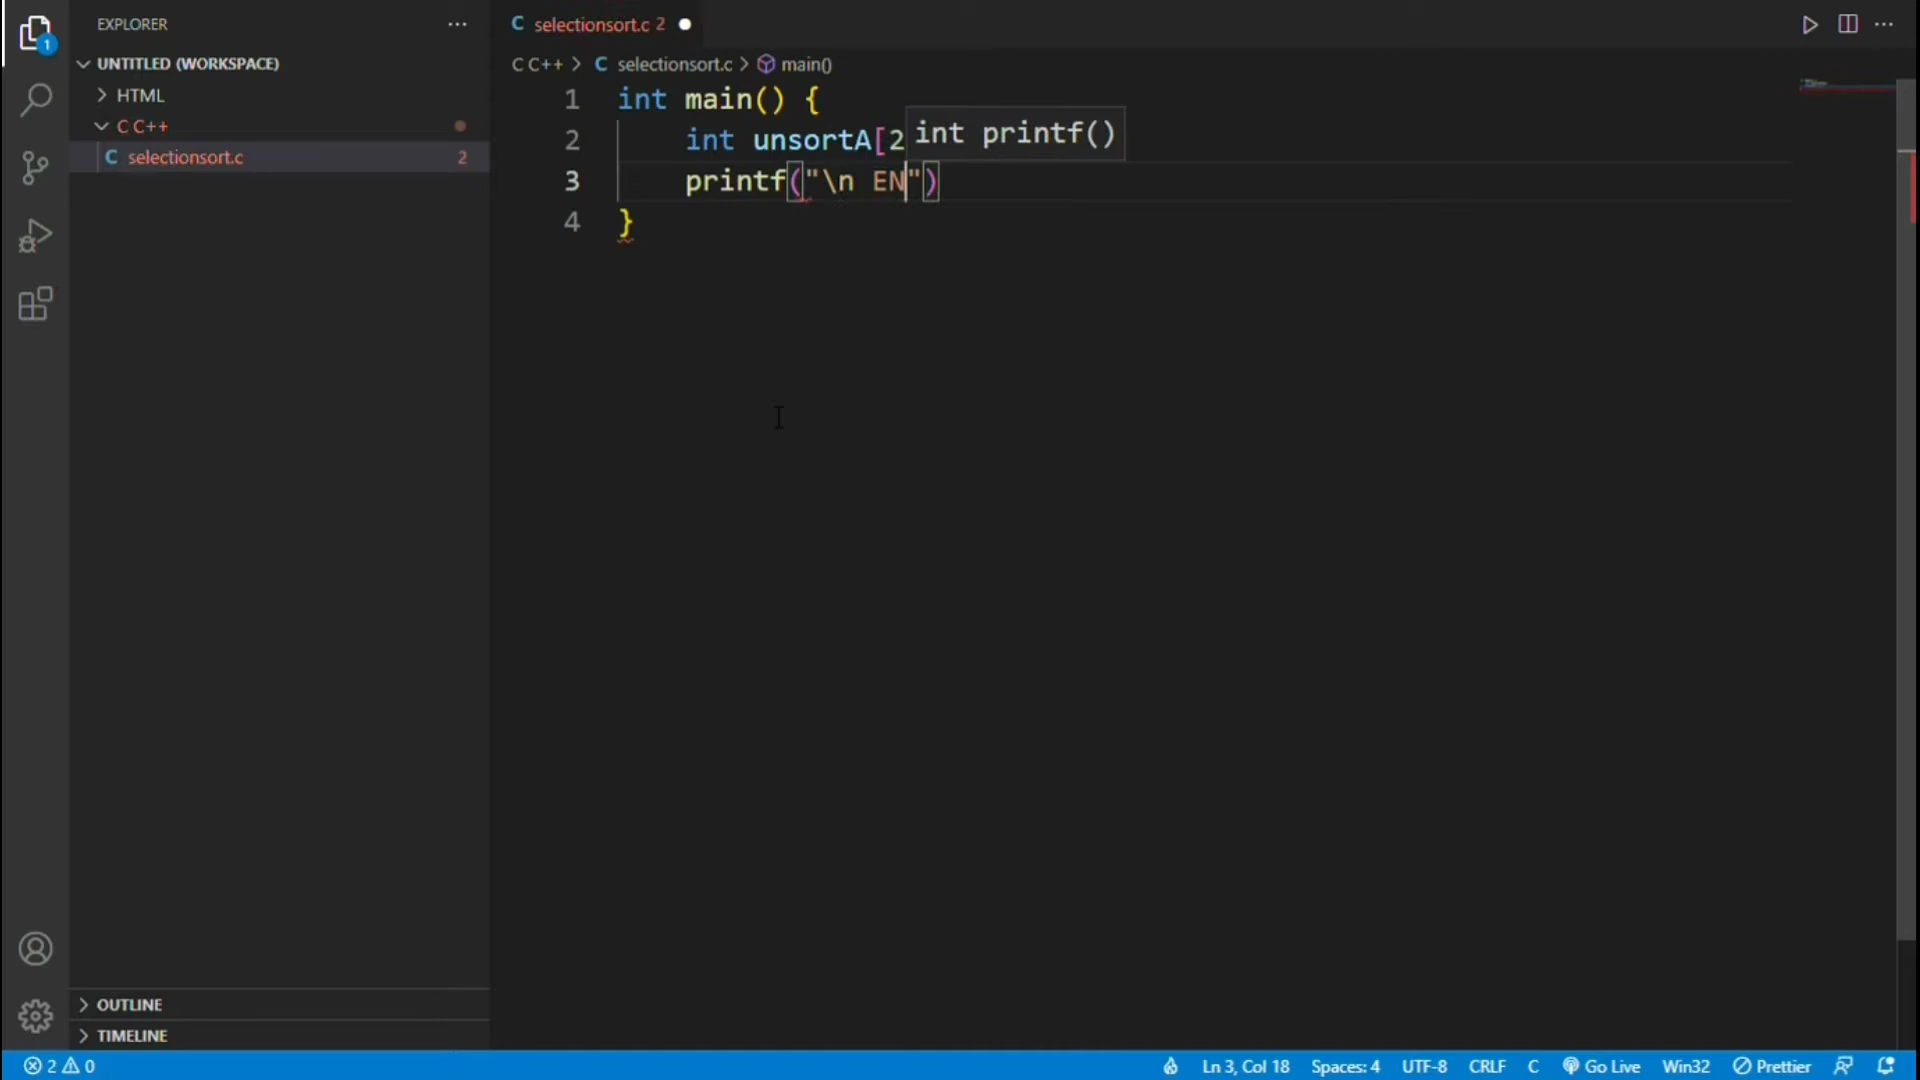 EXPLORER
UNTITLED (WORKSPACE)
HTML
C C++
C selectionsort.c 2
OUTLINE
TIMELINE
C selectionsort.c 2
C C++ > C selectionsort.c > main()
1 int main() {
2 int unsortA[2
int printf()
3 printf("\n EN")
4 }
1
2 0
Ln 3, Col 18 Spaces: 4 UTF-8 CRLF C Go Live Win32 Prettier